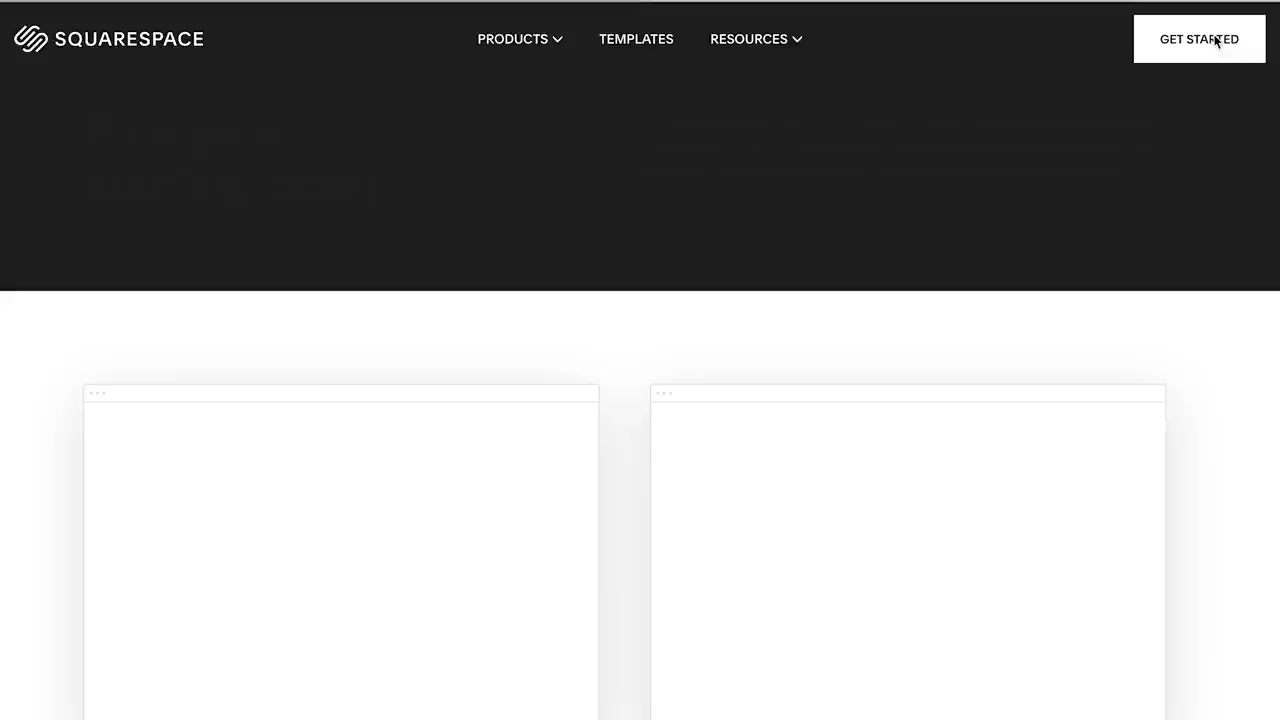 SQUARESPACE
PRODUCTS
TEMPLATES
RESOURCES
GET STARTED